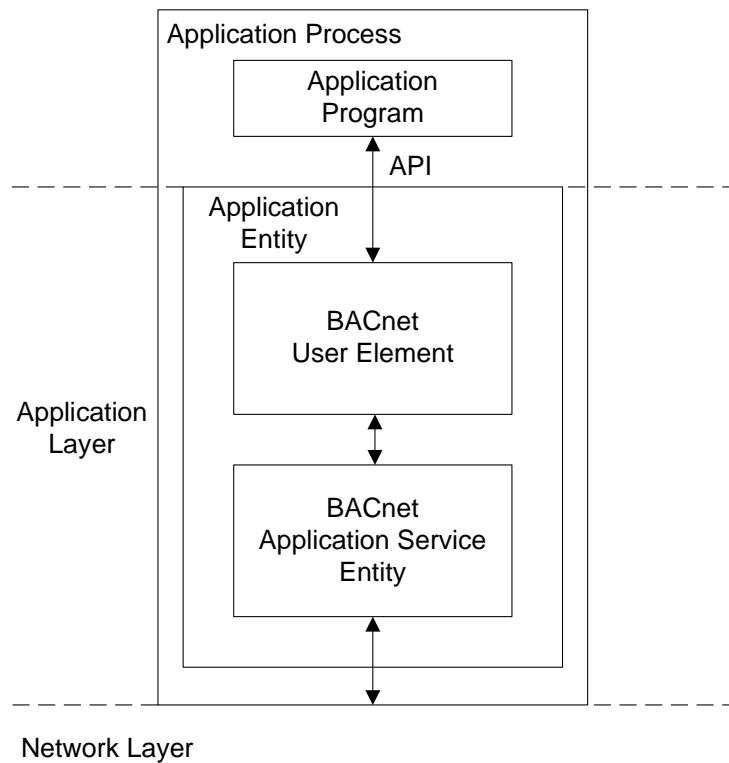 Application Process
Application
Program
API
Application
Entity
BACnet
User Element
Application
Layer
BACnet
Application Service
Entity
Network Layer